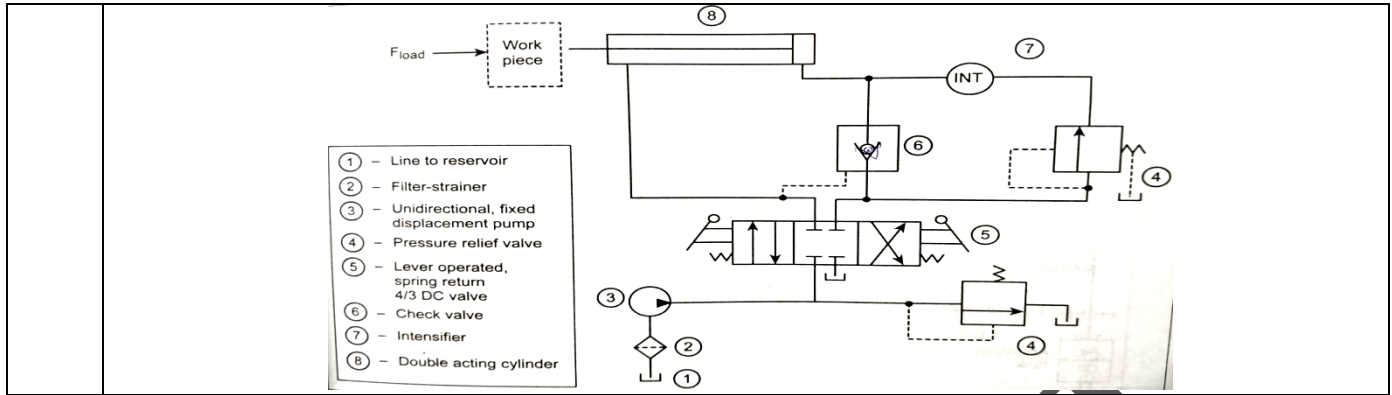 8
Fload
Work
piece
7
INT
6
4
1 – Line to reservoir
2 – Filter-strainer
3 – Unidirectional, fixed
displacement pump
4 – Pressure relief valve
5 – Lever operated,
spring return
4/3 DC valve
6 – Check valve
7 – Intensifier
8 – Double acting cylinder
5
3
2
4
1